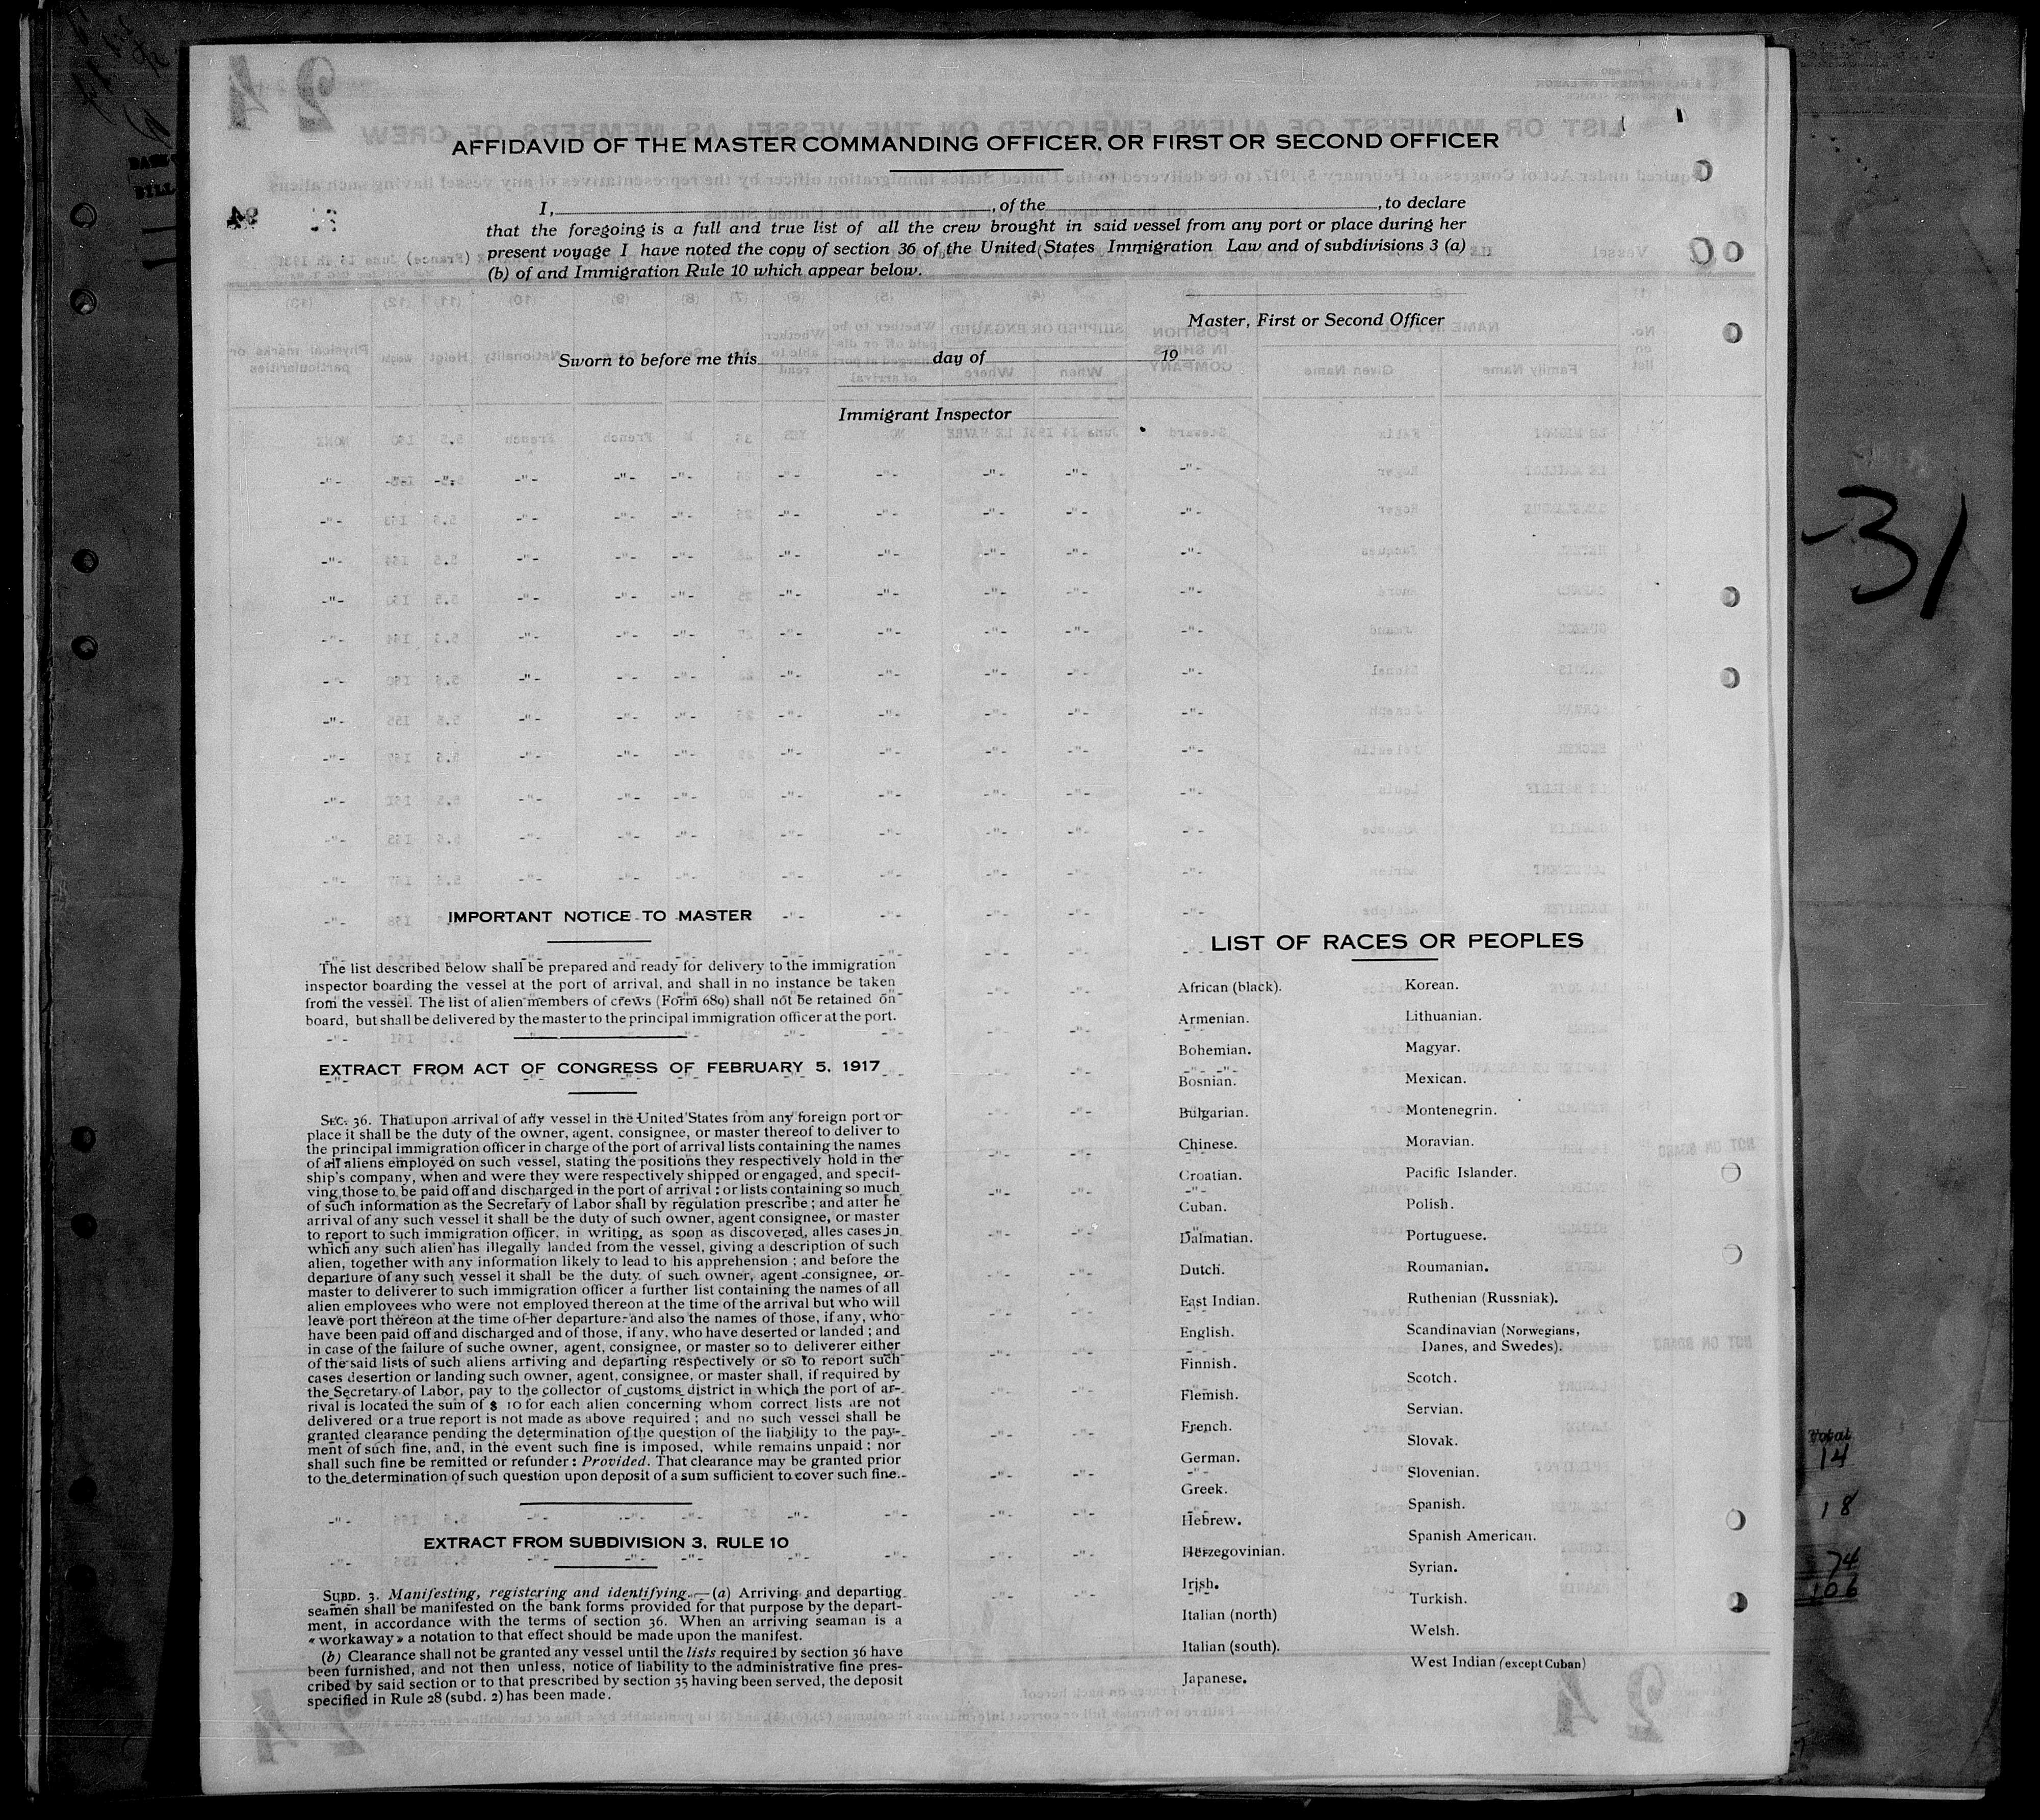 AFFIDAVID OF THE MASTER COMMANDING OFFICER, OR FIRST OR SECOND OFFICER
I, , of the , to declare
that the foregoing is a full and true list of all the crew brought in said vessel from any port or place during her
present voyage I have noted the copy of section 36 of the United States Immigration Law and of subdivisions 3 (a)
(b) of and Immigration Rule 10 which appear below.
Master, First or Second Officer
Sworn to before me this day of 19
Immigrant Inspector
IMPORTANT NOTICE TO MASTER
The list described below shall be prepared and ready for delivery to the immigration
inspector boarding the vessel at the port of arrival, and shall in no instance be taken
from the vessel. The list of alien members of crews (Form 689) shall not be retained on
board, but shall be delivered by the master to the principal immigration officer at the port.
EXTRACT FROM ACT OF CONGRESS OF FEBRUARY 5, 1917
SEC. 36. That upon arrival of any vessel in the United States from any foreign port or
place it shall be the duty of the owner, agent, consignee, or master thereof to deliver to
the principal immigration officer in charge of the port of arrival lists containing the names
of all aliens employed on such vessel, stating the positions they respectively hold in the
ship's company, when and were they were respectively shipped or engaged, and specif-
ving those to be paid off and discharged in the port of arrival : or lists containing so much
of such information as the Secretary of Labor shall by regulation prescribe ; and after he
arrival of any such vessel it shall be the duty of such owner, agent consignee, or master
to report to such immigration officer, in writing, as soon as discovered, alles cases in
which any such alien has illegally landed from the vessel, giving a description of such
alien, together with any information likely to lead to his apprehension ; and before the
departure of any such vessel it shall be the duty of such owner, agent consignee, or
master to deliverer to such immigration officer a further list containing the names of all
alien employees who were not employed thereon at the time of the arrival but who will
leave port thereon at the time of her departure and also the names of those, if any, who
have been paid off and discharged and of those, if any, who have deserted or landed ; and
in case of the failure of suche owner, agent, consignee, or master so to deliverer either
of the said lists of such aliens arriving and departing respectively or so to report such
cases desertion or landing such owner, agent, consignee, or master shall, if required by
the Secretary of Labor, pay to the collector of customs district in which the port of ar-
rival is located the sum of $ 10 for each alien concerning whom correct lists are not
delivered or a true report is not made as above required ; and no such vessel shall be
granted clearance pending the determination of the question of the liability to the pay-
ment of such fine, and, in the event such fine is imposed, while remains unpaid ; nor
shall such fine be remitted or refunder : Provided. That clearance may be granted prior
to the determination of such question upon deposit of a sum sufficient to cover such fine.
EXTRACT FROM SUBDIVISION 3, RULE 10
SUBD. 3. Manifesting, registering and identifying. — (a) Arriving and departing
seamen shall be manifested on the bank forms provided for that purpose by the depart-
ment, in accordance with the terms of section 36. When an arriving seaman is a
« workaway » a notation to that effect should be made upon the manifest.
(b) Clearance shall not be granted any vessel until the lists required by section 36 have
been furnished, and not then unless, notice of liability to the administrative fine pres-
cribed by said section or to that prescribed by section 35 having been served, the deposit
specified in Rule 28 (subd. 2) has been made.
LIST OF RACES OR PEOPLES
African (black).
Armenian.
Bohemian.
Bosnian.
Bulgarian.
Chinese.
Croatian.
Cuban.
Dalmatian.
Dutch.
East Indian.
English.
Finnish.
Flemish.
French.
German.
Greek.
Hebrew.
Herzegovinian.
Irish.
Italian (north)
Italian (south).
Japanese.
Korean.
Lithuanian.
Magyar.
Mexican.
Montenegrin.
Moravian.
Pacific Islander.
Polish.
Portuguese.
Roumanian.
Ruthenian (Russniak).
Scandinavian (Norwegians,
Danes, and Swedes).
Scotch.
Servian.
Slovak.
Slovenian.
Spanish.
Spanish American.
Syrian.
Turkish.
Welsh.
West Indian (except Cuban)
31
Total
14
18
74
106